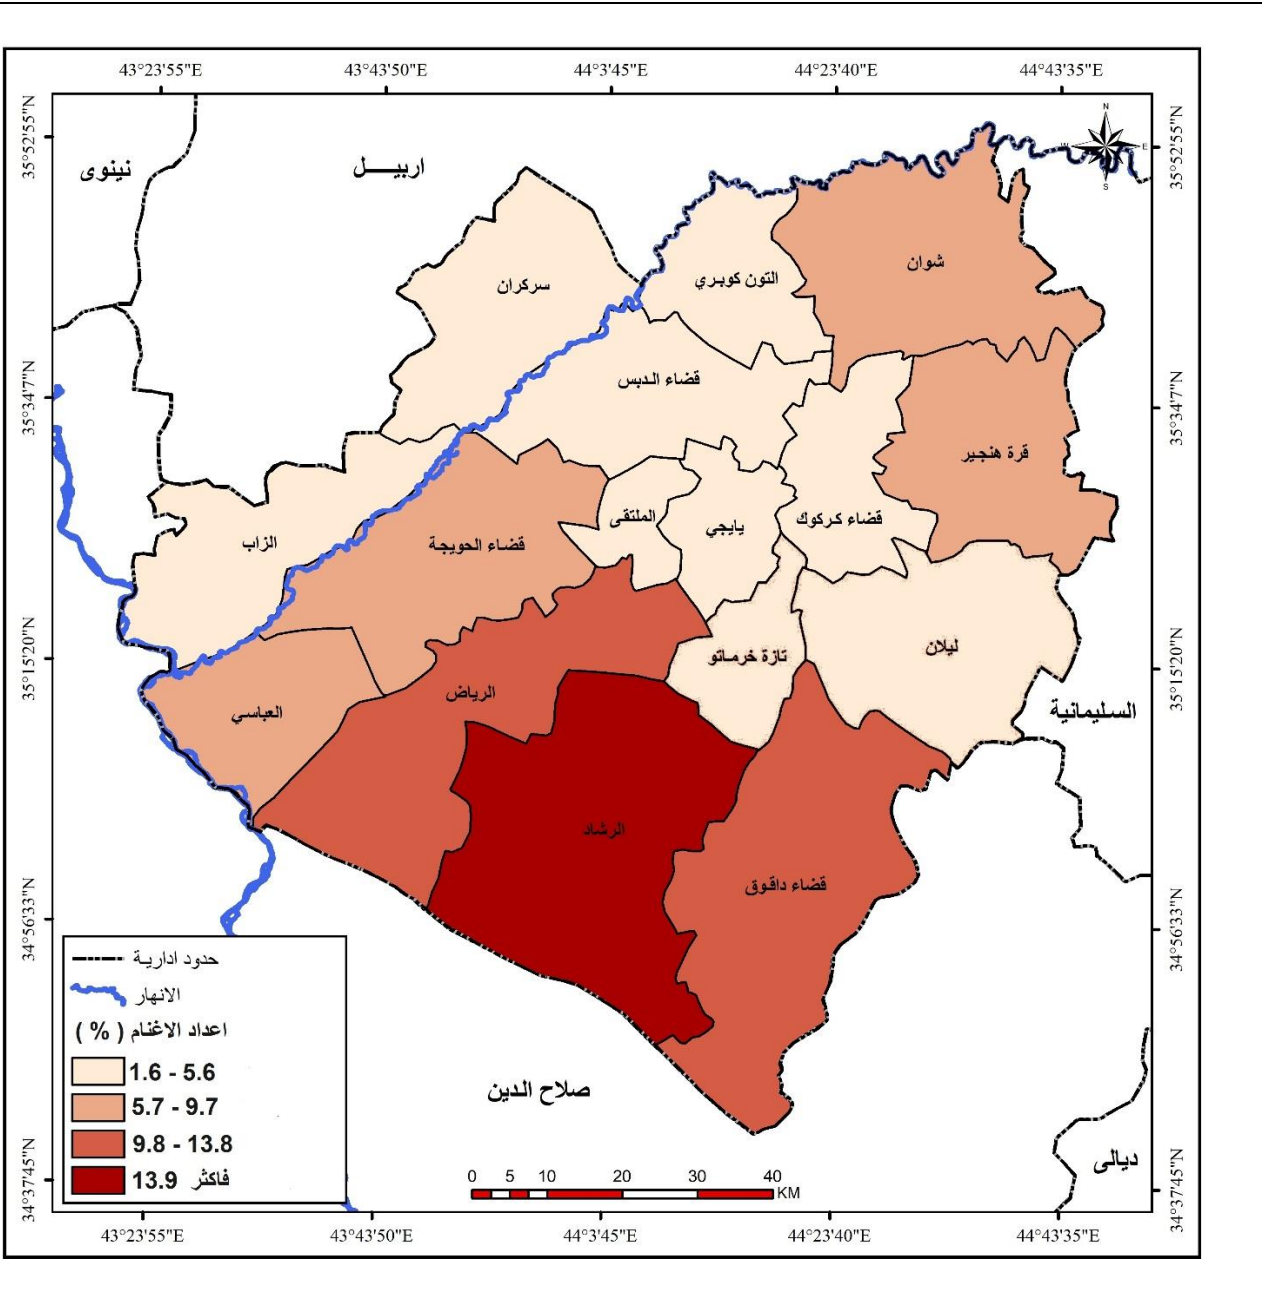 43°23'55"E 43°43'50"E 44°3'45"E 44°23'40"E 44°43'35"E
35°52'55"N
35°34'7"N
35°15'20"N
34°56'33"N
34°37'45"N
35°52'55"N
35°34'7"N
35°15'20"N
34°56'33"N
34°37'45"N
N
W E
S
نينوى
اربيـــــل
شوان
التون كوبري
سركران
قضاء الدبس
قرة هنجير
قضاء كركوك
الملتقى
يايجي
قضاء الحويجة
الزاب
ليلان
تازة خرماتو
الرياض
العباسي
السليمانية
الرشاد
قضاء داقوق
صلاح الدين
ديالى
حدود ادارية
الانهار
اعداد الاغنام ( % )
1.6 - 5.6
5.7 - 9.7
9.8 - 13.8
13.9 فاكثر
0 5 10 20 30 40
KM
43°23'55"E 43°43'50"E 44°3'45"E 44°23'40"E 44°43'35"E